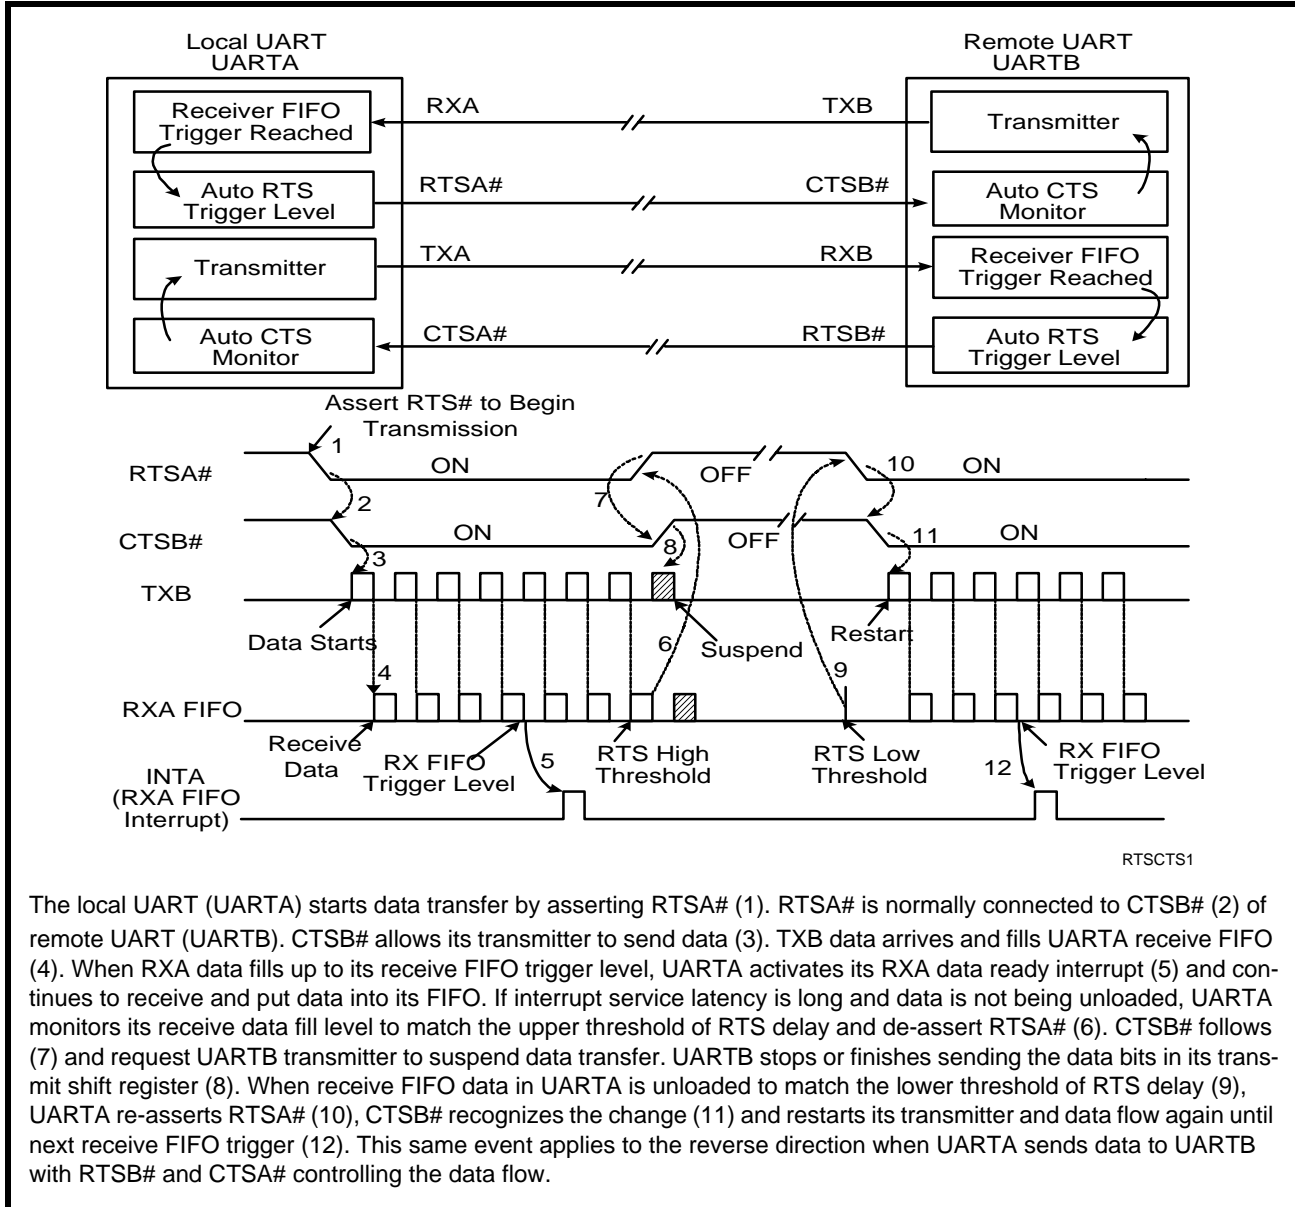 Local UART
UARTA
Remote UART
UARTB
Receiver FIFO
Trigger Reached
RXA
TXB
Transmitter
Auto RTS
Trigger Level
RTSA#
CTSB#
Auto CTS
Monitor
Transmitter
TXA
RXB
Receiver FIFO
Trigger Reached
Auto CTS
Monitor
CTSA#
RTSB#
Auto RTS
Trigger Level
Assert RTS# to Begin
Transmission
1
RTSA#
ON
OFF
10
ON
2
7
CTSB#
ON
8
OFF
11
ON
3
TXB
Data Starts
6
Suspend
Restart
4
9
RXA FIFO
Receive
Data
RX FIFO
Trigger Level
5
RTS High
Threshold
RTS Low
Threshold
12
RX FIFO
Trigger Level
INTA
(RXA FIFO
Interrupt)
RTSCTS1
The local UART (UARTA) starts data transfer by asserting RTSA# (1). RTSA# is normally connected to CTSB# (2) of
remote UART (UARTB). CTSB# allows its transmitter to send data (3). TXB data arrives and fills UARTA receive FIFO
(4). When RXA data fills up to its receive FIFO trigger level, UARTA activates its RXA data ready interrupt (5) and con-
tinues to receive and put data into its FIFO. If interrupt service latency is long and data is not being unloaded, UARTA
monitors its receive data fill level to match the upper threshold of RTS delay and de-assert RTSA# (6). CTSB# follows
(7) and request UARTB transmitter to suspend data transfer. UARTB stops or finishes sending the data bits in its trans-
mit shift register (8). When receive FIFO data in UARTA is unloaded to match the lower threshold of RTS delay (9),
UARTA re-asserts RTSA# (10), CTSB# recognizes the change (11) and restarts its transmitter and data flow again until
next receive FIFO trigger (12). This same event applies to the reverse direction when UARTA sends data to UARTB
with RTSB# and CTSA# controlling the data flow.